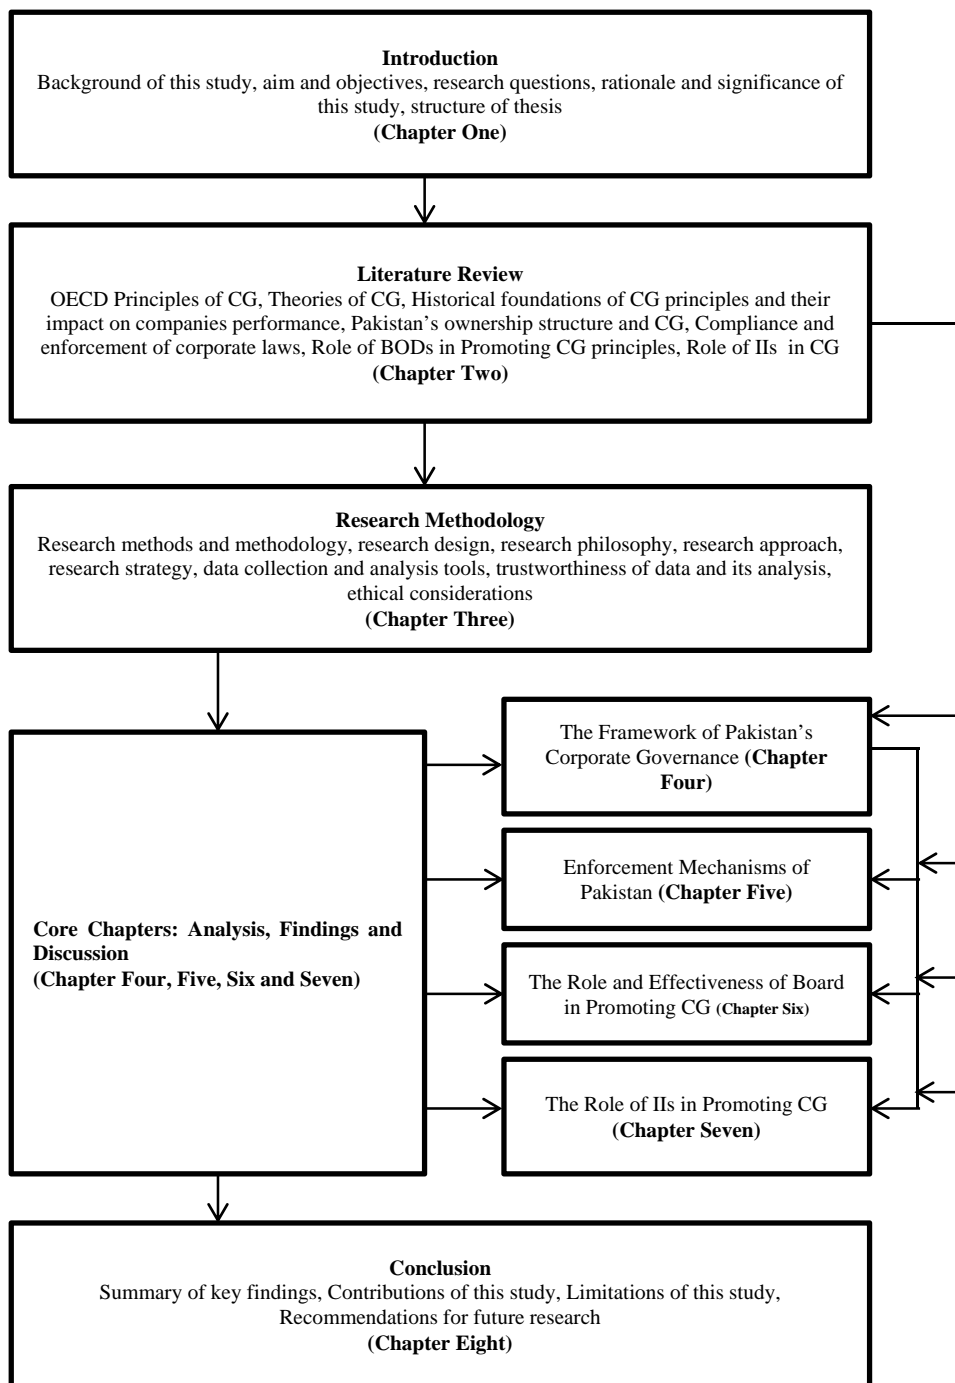 Introduction
Background of this study, aim and objectives, research questions, rationale and significance of
this study, structure of thesis
(Chapter One)
Literature Review
OECD Principles of CG, Theories of CG, Historical foundations of CG principles and their
impact on companies performance, Pakistan’s ownership structure and CG, Compliance and
enforcement of corporate laws, Role of BODs in Promoting CG principles, Role of IIs in CG
(Chapter Two)
Research Methodology
Research methods and methodology, research design, research philosophy, research approach,
research strategy, data collection and analysis tools, trustworthiness of data and its analysis,
ethical considerations
(Chapter Three)
The Framework of Pakistan’s
Corporate Governance (Chapter
Four)
Enforcement Mechanisms of
Pakistan (Chapter Five)
Core Chapters: Analysis, Findings and
Discussion
(Chapter Four, Five, Six and Seven)
The Role and Effectiveness of Board
in Promoting CG (Chapter Six)
The Role of IIs in Promoting CG
(Chapter Seven)
Conclusion
Summary of key findings, Contributions of this study, Limitations of this study,
Recommendations for future research
(Chapter Eight)